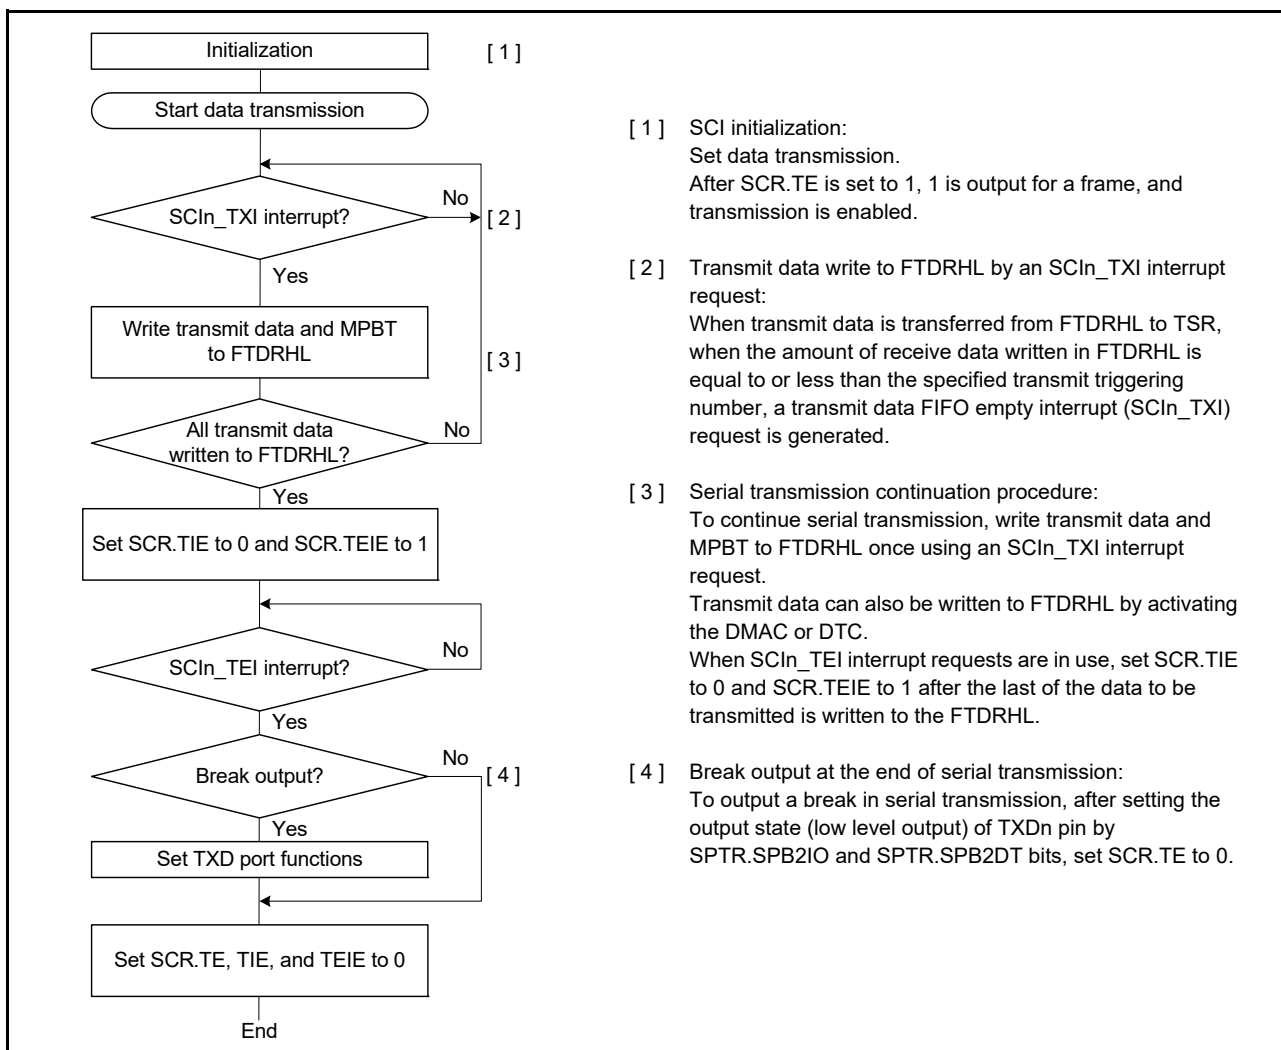 Initialization
[ 1 ]
Start data transmission
SCIn_TXI interrupt?
No
[ 2 ]
Yes
Write transmit data and MPBT
to FTDRHL
[ 3 ]
All transmit data
written to FTDRHL?
No
Yes
Set SCR.TIE to 0 and SCR.TEIE to 1
SCIn_TEI interrupt?
No
Yes
Break output?
No
[ 4 ]
Yes
Set TXD port functions
Set SCR.TE, TIE, and TEIE to 0
End
[ 1 ] SCI initialization:
Set data transmission.
After SCR.TE is set to 1, 1 is output for a frame, and
transmission is enabled.
[ 2 ] Transmit data write to FTDRHL by an SCIn_TXI interrupt
request:
When transmit data is transferred from FTDRHL to TSR,
when the amount of receive data written in FTDRHL is
equal to or less than the specified transmit triggering
number, a transmit data FIFO empty interrupt (SCIn_TXI)
request is generated.
[ 3 ] Serial transmission continuation procedure:
To continue serial transmission, write transmit data and
MPBT to FTDRHL once using an SCIn_TXI interrupt
request.
Transmit data can also be written to FTDRHL by activating
the DMAC or DTC.
When SCIn_TEI interrupt requests are in use, set SCR.TIE
to 0 and SCR.TEIE to 1 after the last of the data to be
transmitted is written to the FTDRHL.
[ 4 ] Break output at the end of serial transmission:
To output a break in serial transmission, after setting the
output state (low level output) of TXDn pin by
SPTR.SPB2IO and SPTR.SPB2DT bits, set SCR.TE to 0.